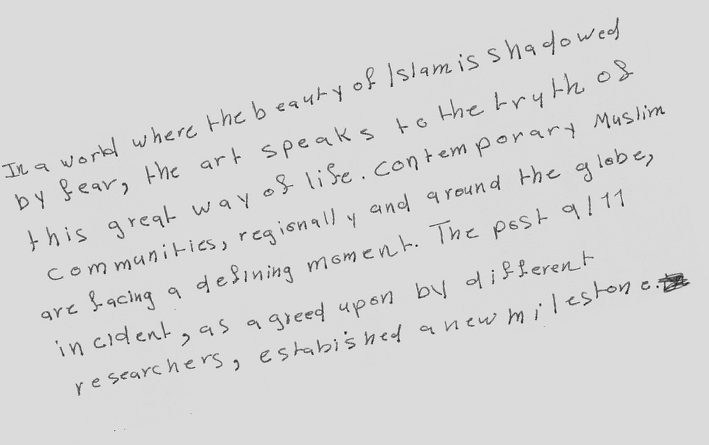 In a world where the beauty of Islam is shadowed
by fear, the art speaks to the truth of
this great way of life. contemporary Muslim
communities, regionally and around the globe,
are facing a defining moment. The post 9/11
incident, as agreed upon by different
researchers, estabished a new milestone.